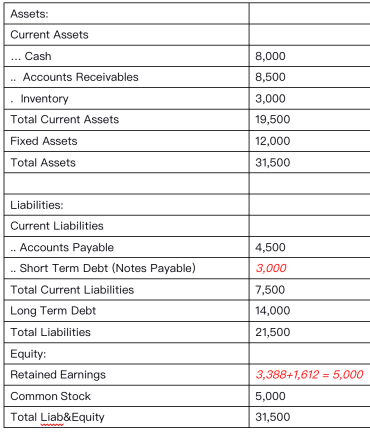 Assets:
Current Assets
... Cash 8,000
.. Accounts Receivables 8,500
. Inventory 3,000
Total Current Assets 19,500
Fixed Assets 12,000
Total Assets 31,500
Liabilities:
Current Liabilities
.. Accounts Payable 4,500
.. Short Term Debt (Notes Payable) 3,000
Total Current Liabilities 7,500
Long Term Debt 14,000
Total Liabilities 21,500
Equity:
Retained Earnings 3,388+1,612 = 5,000
Common Stock 5,000
Total Liab&Equity 31,500